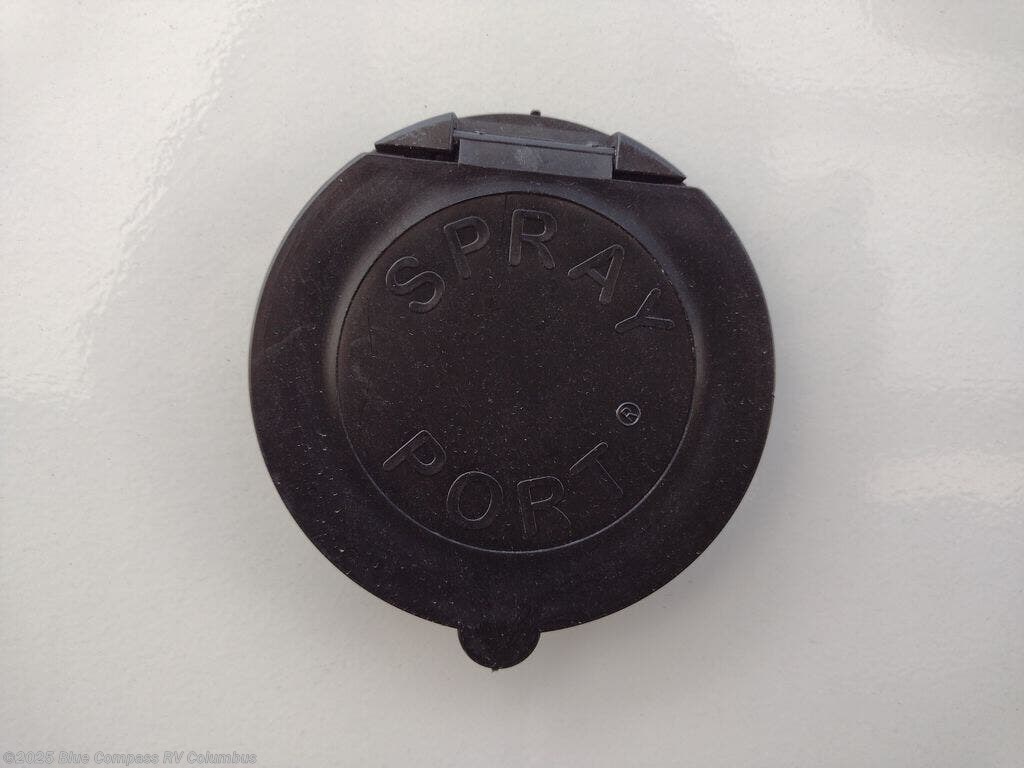 SPRAY
PORT®
©2025 Blue Compass RV Columbus